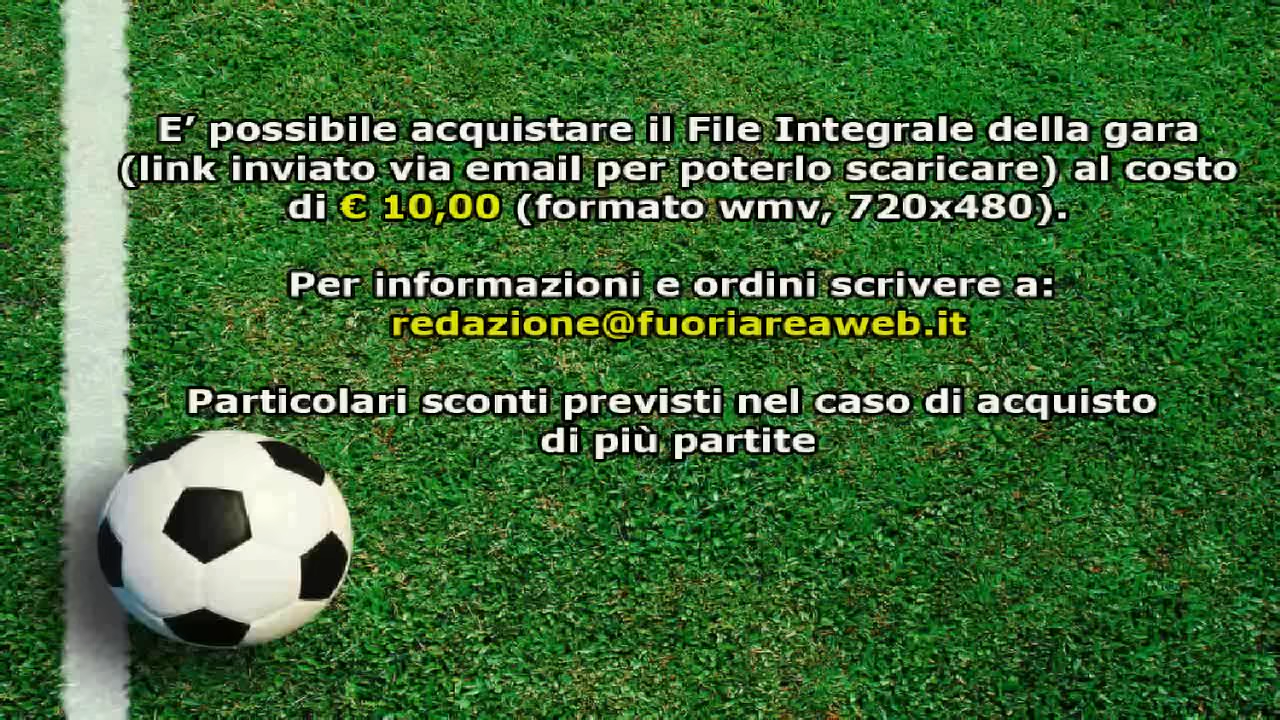 E’ possibile acquistare il File Integrale della gara
(link inviato via email per poterlo scaricare) al costo
di € 10,00 (formato wmv, 720x480).
Per informazioni e ordini scrivere a:
redazione@fuoriareaweb.it
Particolari sconti previsti nel caso di acquisto
di più partite